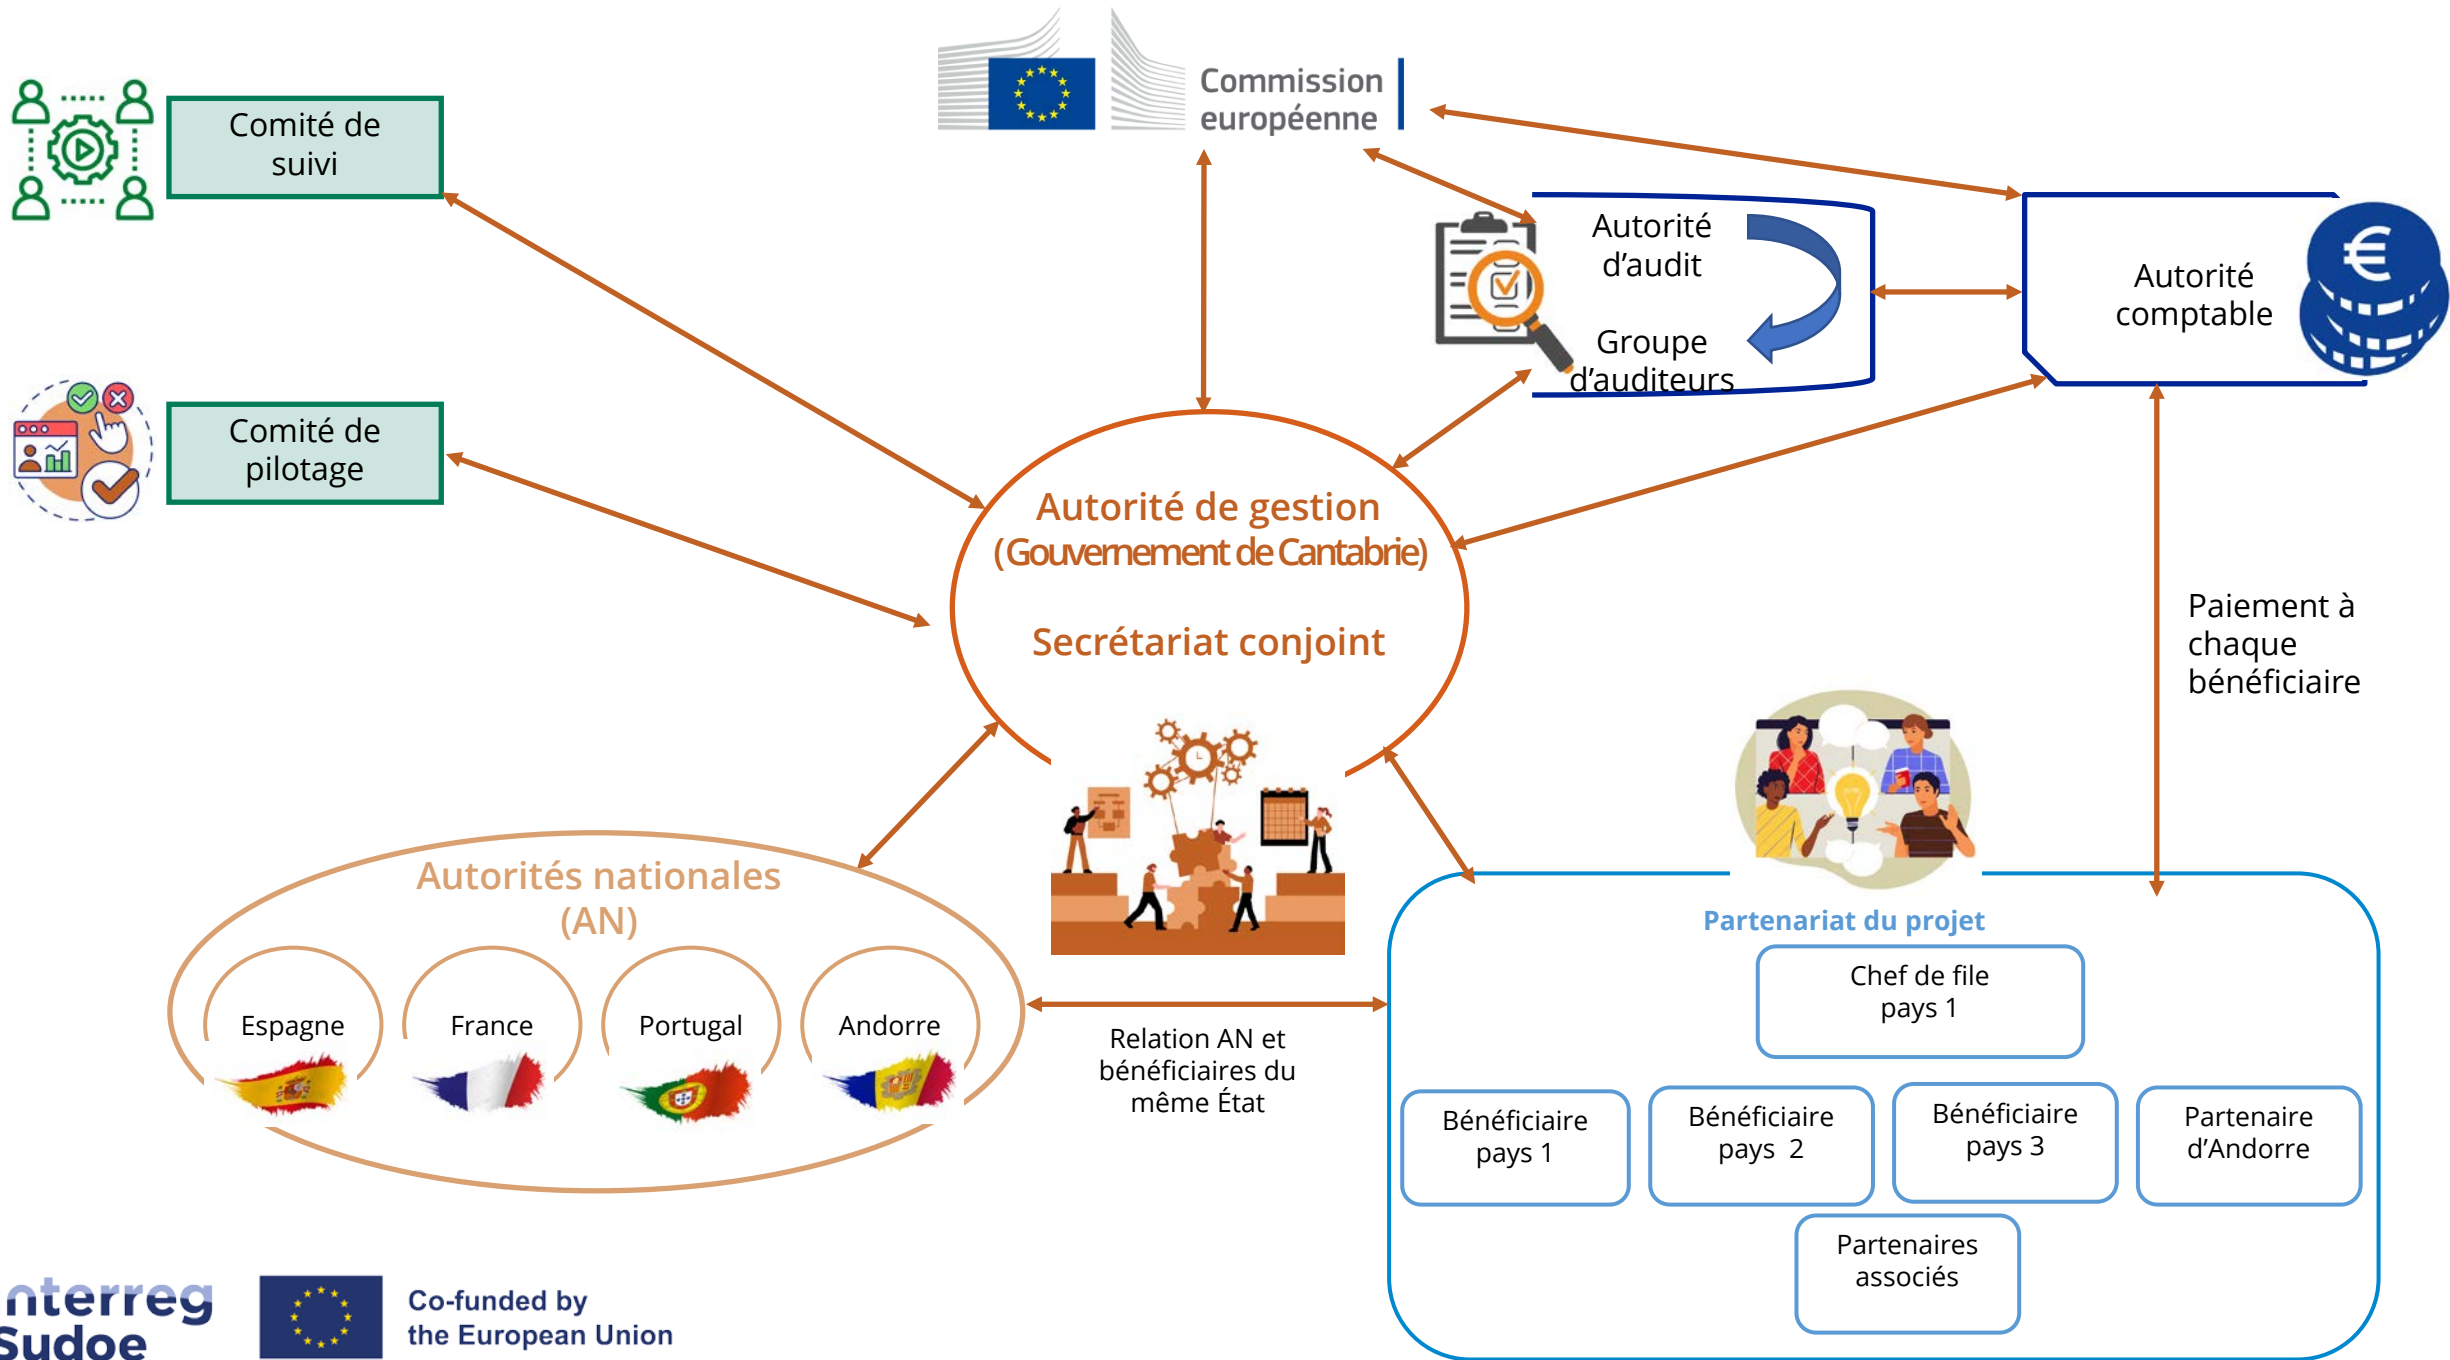 Commission
européenne
Comité de
suivi
Autorité
d’audit
Groupe
d’auditeurs
Autorité
comptable
€
Comité de
pilotage
Autorité de gestion
(Gouvernement de Cantabrie)
Secrétariat conjoint
Paiement à
chaque
bénéficiaire
Autorités nationales
(AN)
Espagne
France
Portugal
Andorre
Relation AN et
bénéficiaires du
même État
Partenariat du projet
Chef de file
pays 1
Bénéficiaire
pays 1
Bénéficiaire
pays 2
Bénéficiaire
pays 3
Partenaire
d’Andorre
Partenaires
associés
nterreg
Sudoe
Co-funded by
the European Union